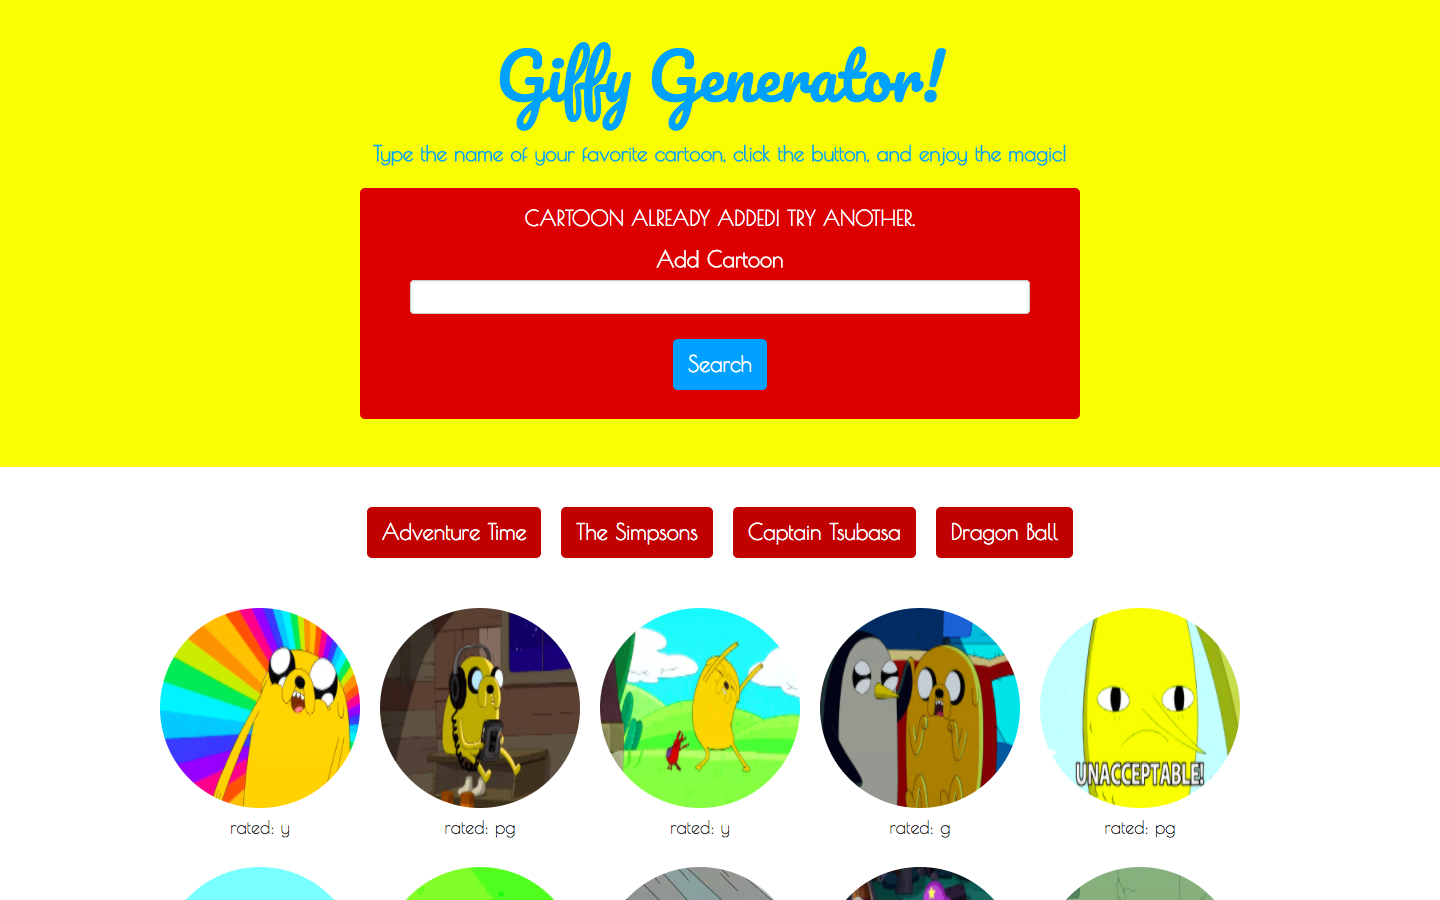 Giffy Generator!
Type the name of your favorite cartoon, click the button, and enjoy the magic!
CARTOON ALREADY ADDED! TRY ANOTHER.
Add Cartoon
Search
Adventure Time The Simpsons Captain Tsubasa Dragon Ball
UNACCEPTABLE!
rated: y rated: pg rated: y rated: g rated: pg